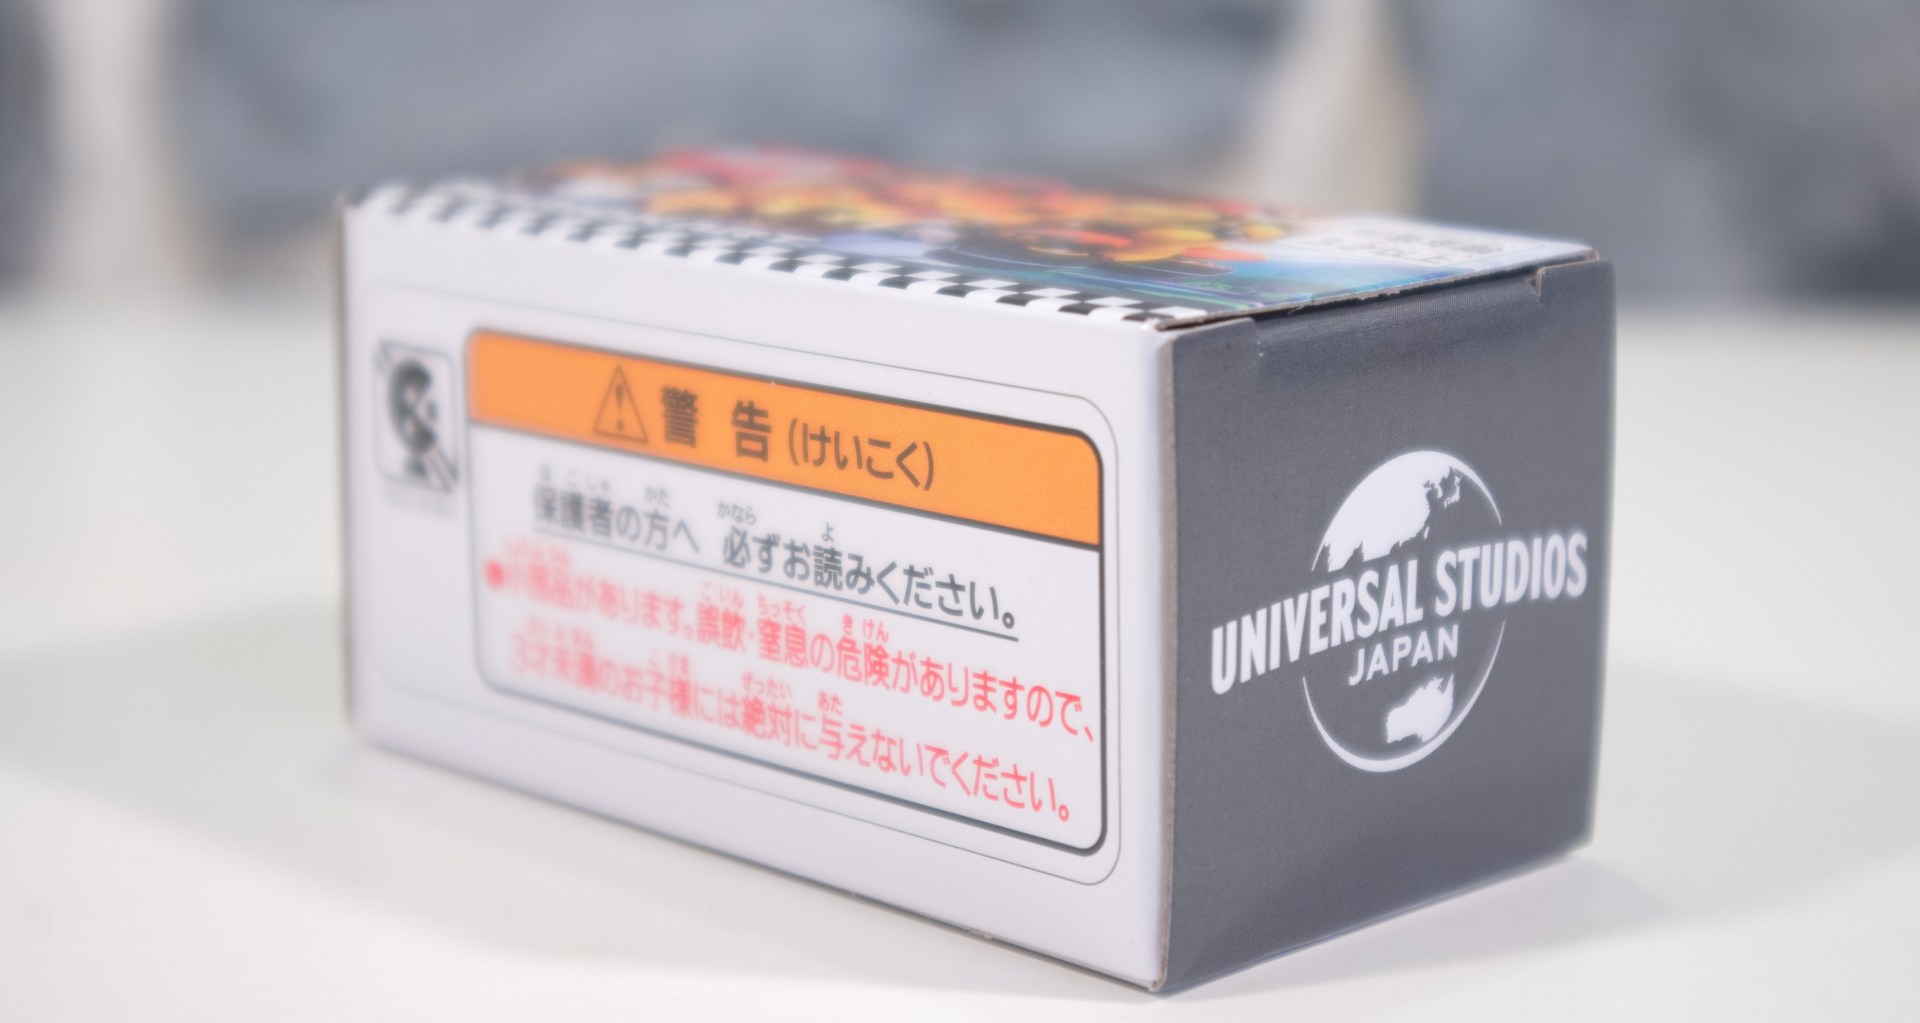 警 告 (けいこく)
保護者の方へ 必ずお読みください。
●小部品があります。誤飲・窒息の危険がありますので、
3才未満のお子様には絶対に与えないでください。
UNIVERSAL STUDIOS
JAPAN